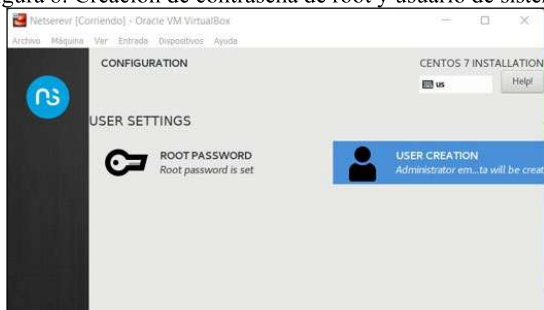 gura 8. Creación de contraseña de root y usuario de sister
Netserevr [Corriendo] - Oracle VM VirtualBox
Archivo Máquina Ver Entrada Dispositivos Ayuda
CONFIGURATION
CENTOS 7 INSTALLATION
us
Help!
USER SETTINGS
ROOT PASSWORD
Root password is set
USER CREATION
Administrator em...ta will be creat